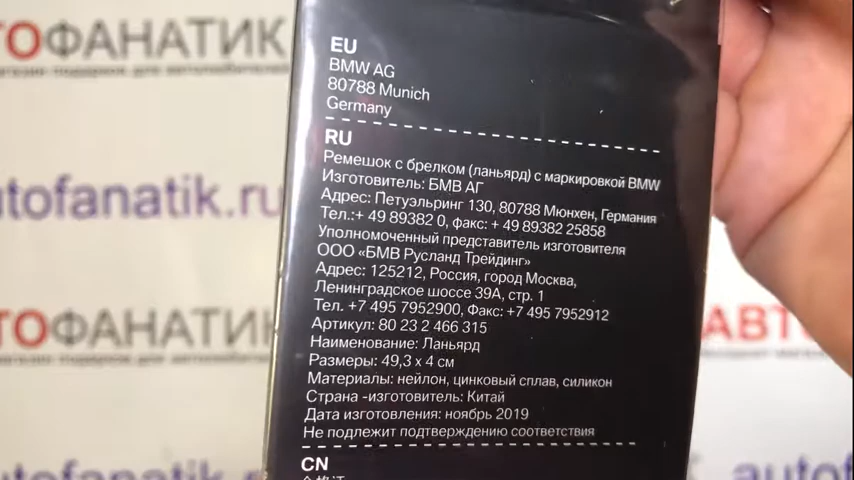 ТОФАНАТИК
utofanatik.ru
ТОФАНАТИК
autofanatik.ru
EU
BMW AG
80788 Munich
Germany
RU
Ремешок с брелком (ланьярд) с маркировкой BMW
Изготовитель: БМВ АГ
Адрес: Петуэльринг 130, 80788 Мюнхен, Германия
Тел.:+ 49 89382 0, факс: + 49 89382 25858
Уполномоченный представитель изготовителя
ООО «БМВ Русланд Трейдинг»
Адрес: 125212, Россия, город Москва,
Ленинградское шоссе 39А, стр. 1
Тел. +7 495 7952900, Факс: +7 495 7952912
Артикул: 80 23 2 466 315
Наименование: Ланьярд
Размеры: 49,3 x 4 см
Материалы: нейлон, цинковый сплав, силикон
Страна -изготовитель: Китай
Дата изготовления: ноябрь 2019
Не подлежит подтверждению соответствия
CN
АВТО
autof